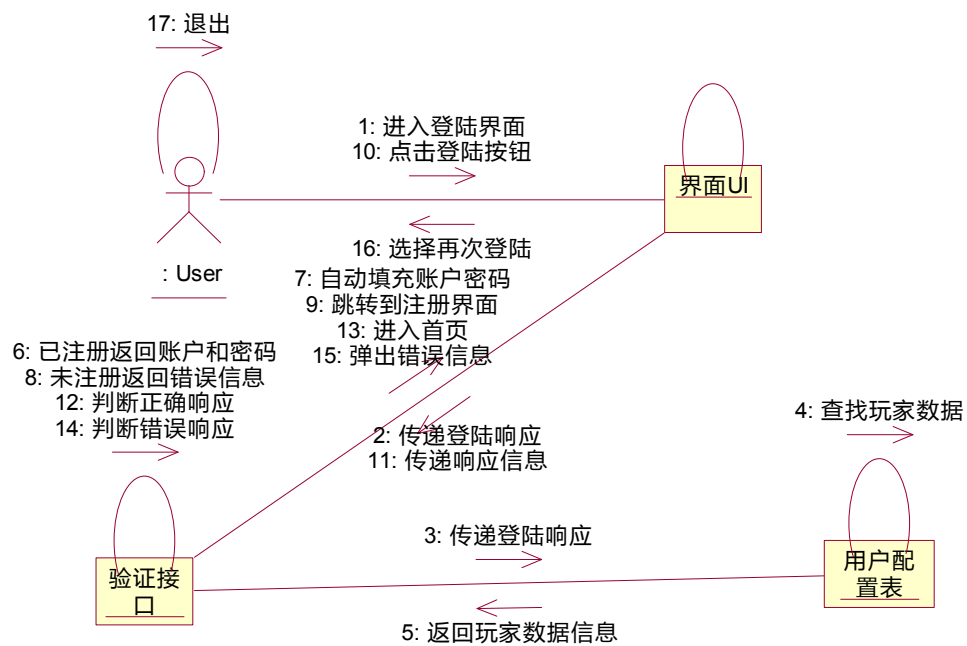 17: 退出
1: 进入登陆界面
10: 点击登陆按钮
界面UI
16: 选择再次登陆
: User
7: 自动填充账户密码
9: 跳转到注册界面
13: 进入首页
15: 弹出错误信息
6: 已注册返回账户和密码
8: 未注册返回错误信息
12: 判断正确响应
14: 判断错误响应
4: 查找玩家数据
2: 传递登陆响应
11: 传递响应信息
3: 传递登陆响应
验证接
口
用户配
置表
5: 返回玩家数据信息